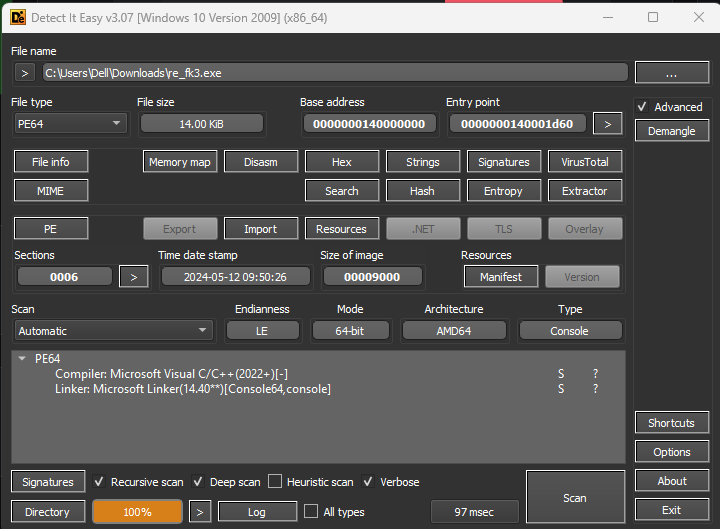 Detect It Easy v3.07 [Windows 10 Version 2009] (x86_64)
File name
> C:\Users\Dell\Downloads\re_fk3.exe ...
File type File size Base address Entry point Advanced
PE64 14.00 KiB 0000000140000000 0000000140001d60 > Demangle
File info Memory map Disasm Hex Strings Signatures VirusTotal
MIME Search Hash Entropy Extractor
PE Export Import Resources .NET TLS Overlay
Sections Time date stamp Size of image Resources
0006 > 2024-05-12 09:50:26 00009000 Manifest Version
Scan Endianness Mode Architecture Type
Automatic LE 64-bit AMD64 Console
PE64
Compiler: Microsoft Visual C/C++(2022+)[-] S ?
Linker: Microsoft Linker(14.40**)[Console64,console] S ?
Shortcuts
Options
Signatures Recursive scan Deep scan Heuristic scan Verbose Scan About
Directory 100% > Log All types 97 msec Exit